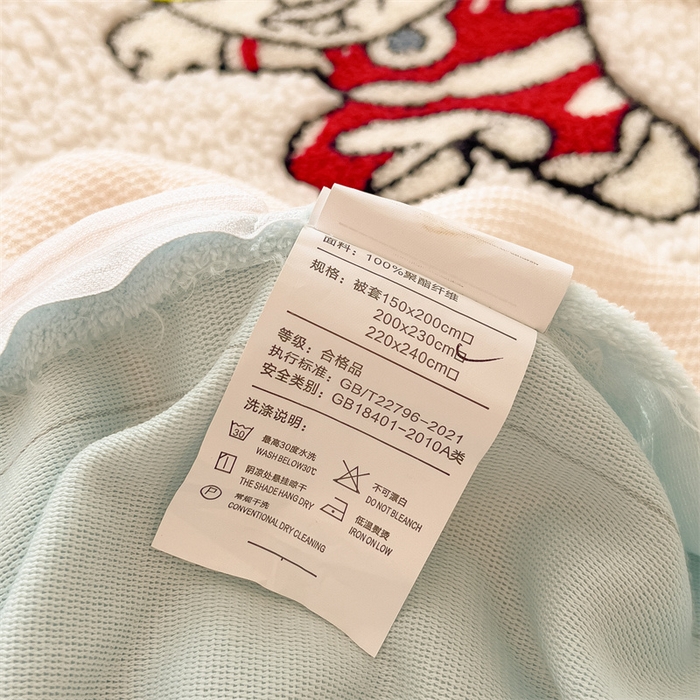 面料：100%聚酯纤维
规格：被套150x200cm□
200x230cm□
220x240cm□
等级：合格品
执行标准：GB/T22796-2021
安全类别：GB18401-2010A类
洗涤说明：
30
最高30度水洗
WASH BELOW30℃
阴凉处悬挂晾干
THE SHADE HANG DRY
P
常规干洗
CONVENTIONAL DRY CLEANING
不可漂白
DO NOT BLEANCH
低温熨烫
IRON ON LOW